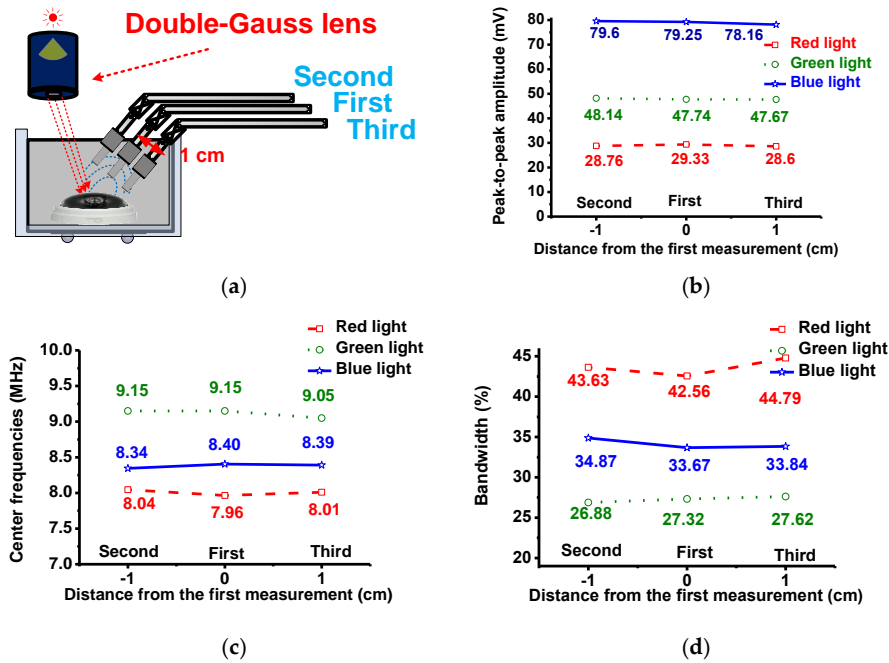 Double-Gauss lens
Second
First
Third
1 cm
(a)
Peak-to-peak amplitude (mV)
80
70
60
50
40
30
20
10
0
79.6 79.25 78.16
Red light
Green light
Blue light
48.14 47.74 47.67
28.76 29.33 28.6
Second First Third
-1 0 1
Distance from the first measurement (cm)
(b)
Center frequencies (MHz)
10.0
9.5
9.0
8.5
8.0
7.5
7.0
Red light
Green light
Blue light
9.15 9.15 9.05
8.34 8.40 8.39
8.04 7.96 8.01
Second First Third
-1 0 1
Distance from the first measurement (cm)
(c)
Bandwidth (%)
45
40
35
30
25
20
Red light
Green light
Blue light
43.63 42.56 44.79
34.87 33.67 33.84
26.88 27.32 27.62
Second First Third
-1 0 1
Distance from the first measurement (cm)
(d)